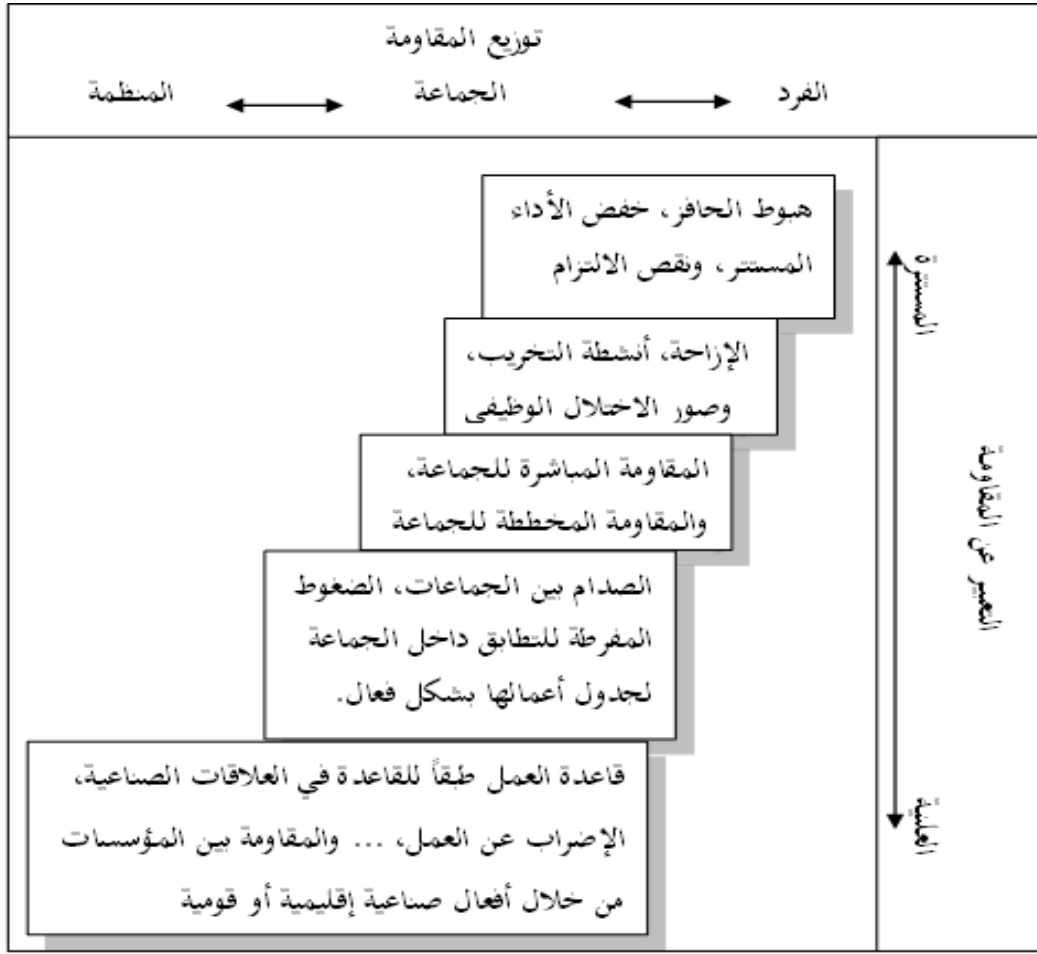 توزيع المقاومة
الفرد الجماعة المنظمة
هبوط الحافز، خفض الأداء
المستتر، ونقص الالتزام
الإزاحة، أنشطة التخريب،
وصور الاختلال الوظيفى
المقاومة المباشرة للجماعة،
والمقاومة المخططة للجماعة
الصدام بين الجماعات، الضغوط
المفرطة للتطابق داخل الجماعة
لجدول أعمالها بشكل فعال.
قاعدة العمل طبقاً للقاعدة في العلاقات الصناعية،
الإضراب عن العمل، ... والمقاومة بين المؤسسات
من خلال أفعال صناعية إقليمية أو قومية
المستترة
العلنية
التعبير عن المقاومة